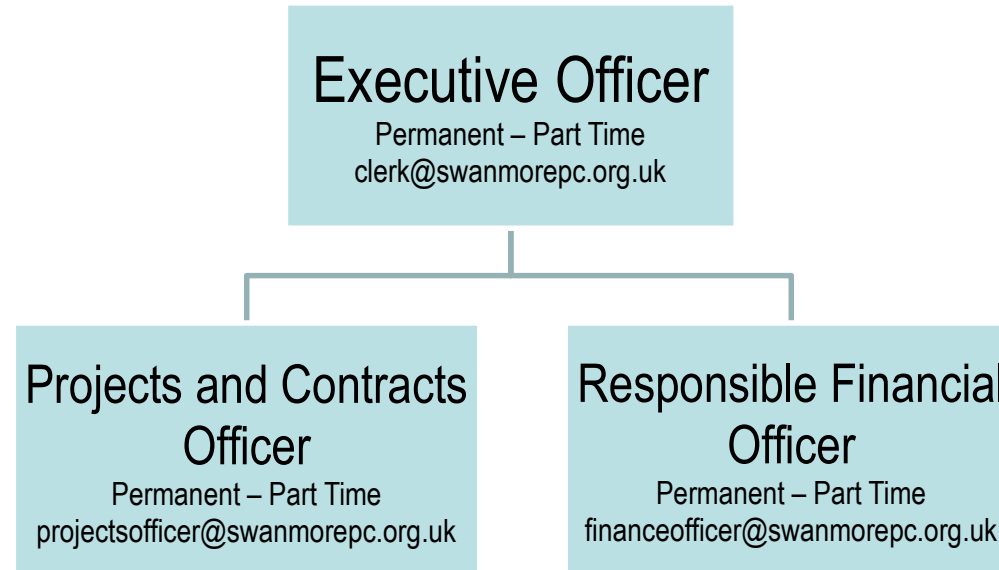 Executive Officer
Permanent – Part Time
clerk@swanmorepc.org.uk
Projects and Contracts
Officer
Permanent – Part Time
projectsofficer@swanmorepc.org.uk
Responsible Financial
Officer
Permanent – Part Time
financeofficer@swanmorepc.org.uk